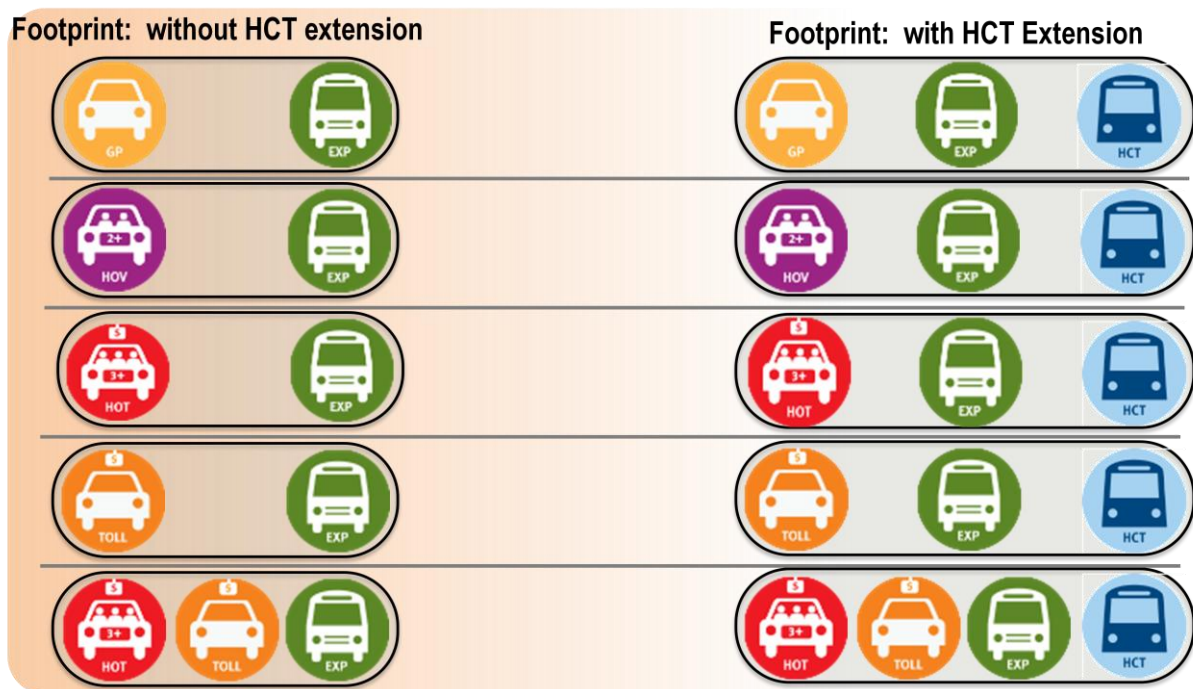 Footprint: without HCT extension
Footprint: with HCT Extension
GP
EXP
GP
EXP
HCT
2+
HOV
EXP
2+
HOV
EXP
HCT
$
3+
HOT
EXP
$
3+
HOT
EXP
HCT
$
TOLL
EXP
$
TOLL
EXP
HCT
$
3+
HOT
$
TOLL
EXP
$
3+
HOT
$
TOLL
EXP
HCT